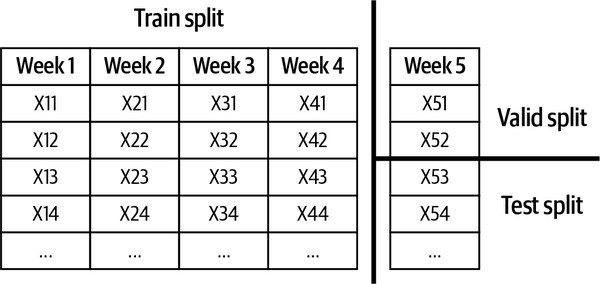 Train split
Week 1 Week 2 Week 3 Week 4 Week 5
X11 X21 X31 X41 X51
Valid split
X12 X22 X32 X42 X52
X13 X23 X33 X43 X53
Test split
X14 X24 X34 X44 X54
... ... ... ... ...